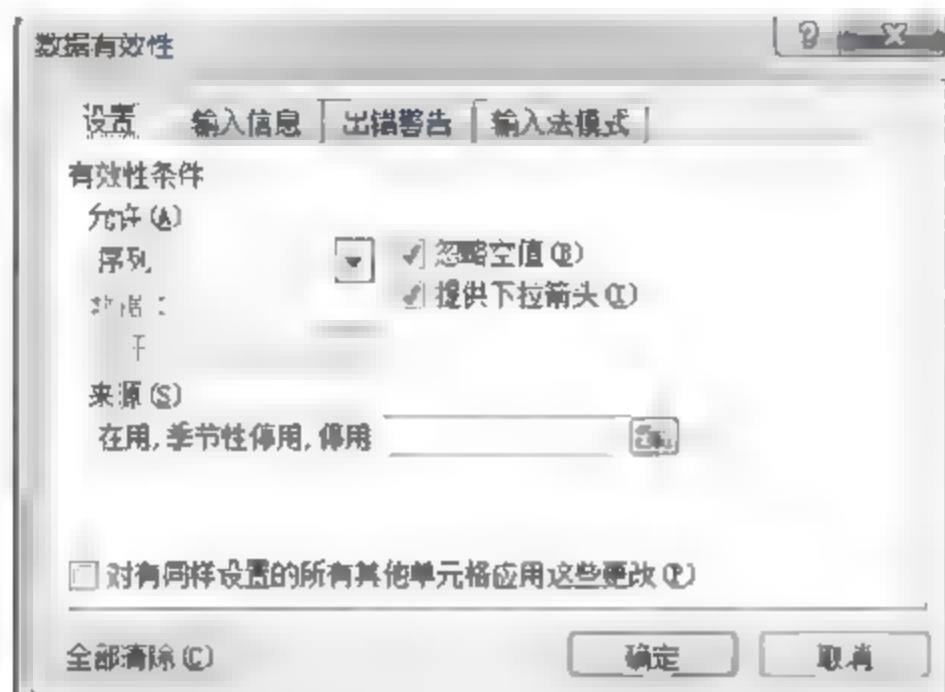 数据有效性
设置 输入信息 出错警告 输入法模式
有效性条件
允许(A)
序列 忽略空值(B)
提供下拉箭头(I)
来源(S)
在用,季节性停用,停用
对有同样设置的所有其他单元格应用这些更改(P)
全部清除(C) 确定 取消